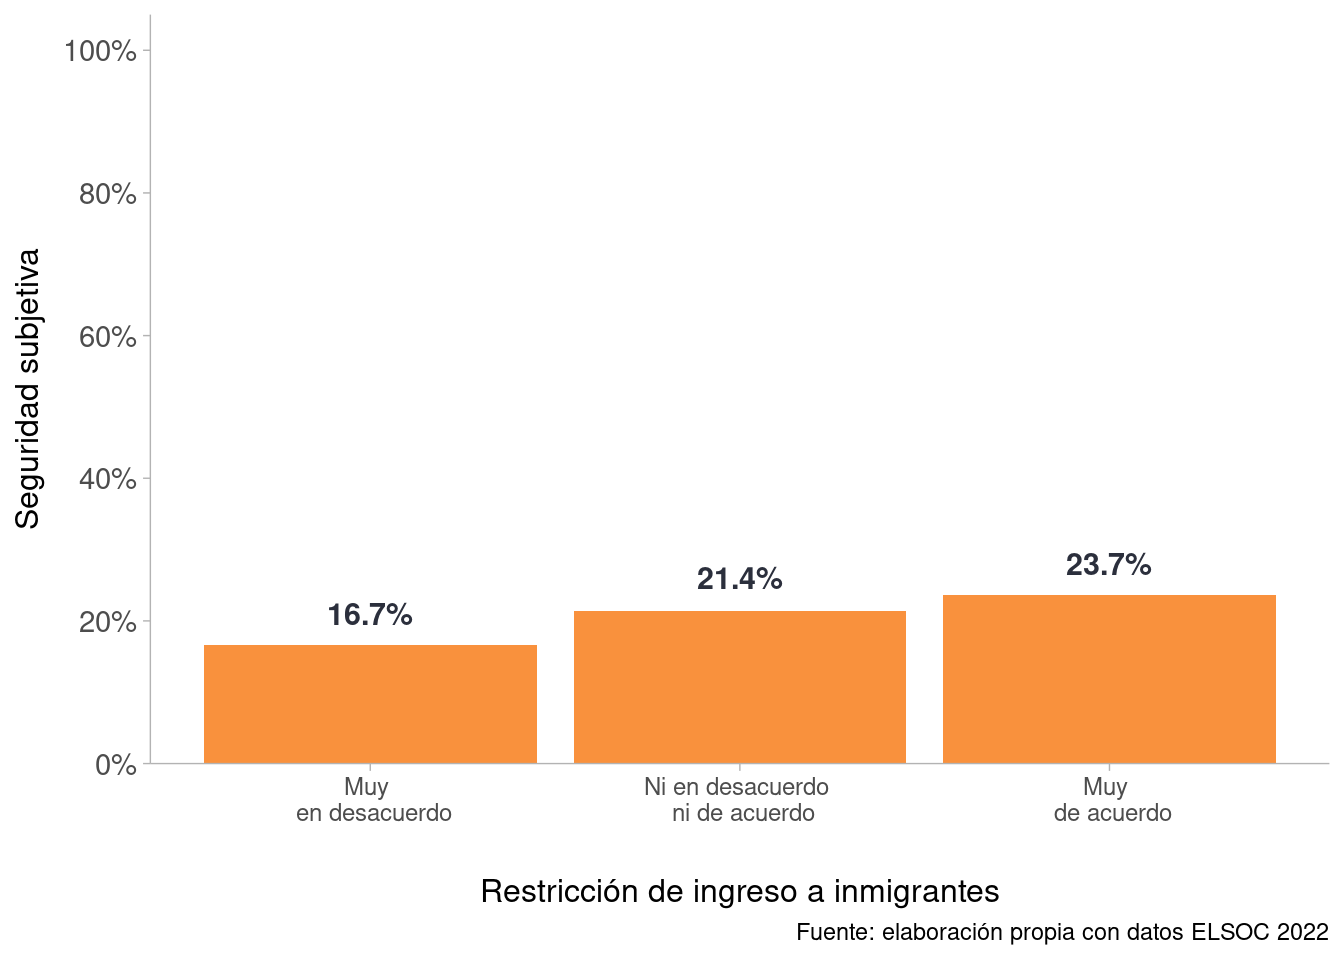 Seguridad subjetiva
100%
80%
60%
40%
20%
0%
16.7%
21.4%
23.7%
Muy
en desacuerdo
Ni en desacuerdo
ni de acuerdo
Muy
de acuerdo
Restricción de ingreso a inmigrantes
Fuente: elaboración propia con datos ELSOC 2022